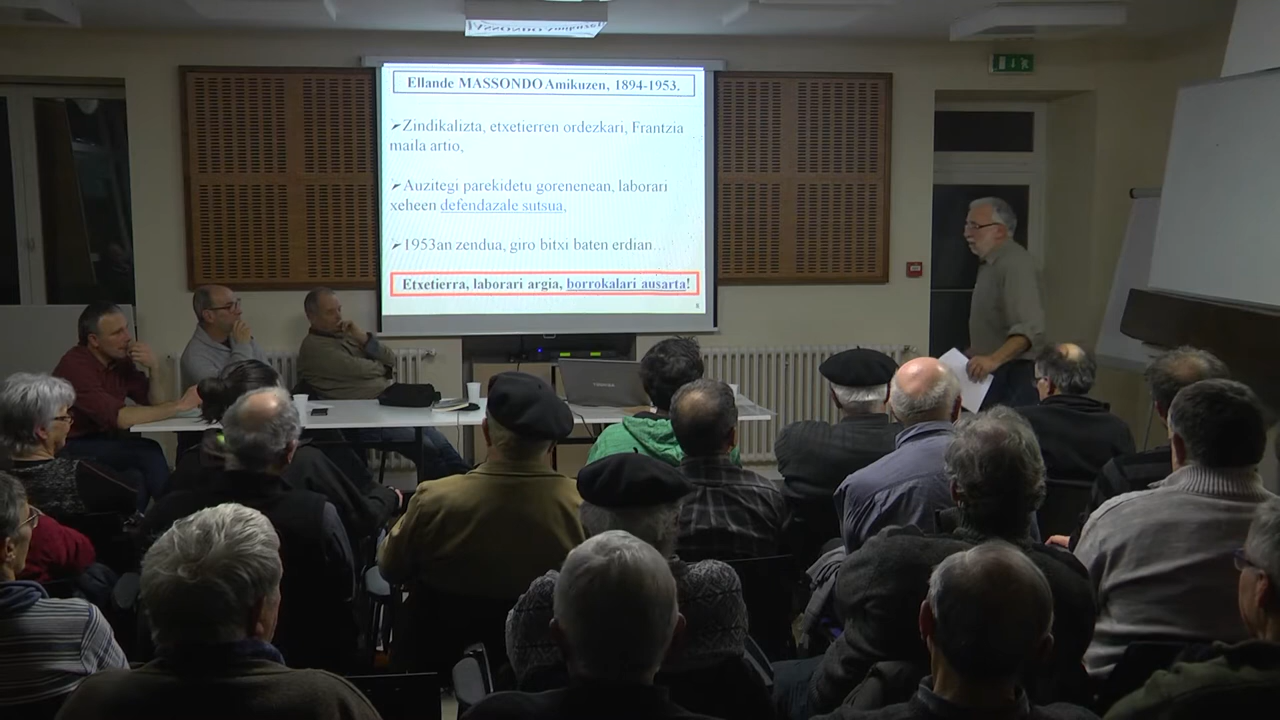 Ellande MASSONDO Amikuzen, 1894-1953.
➢Zindikalizta, etxetierren ordezkari, Frantzia
maila artio,
➢Auzitegi parekidetu gorenenean, laborari
xeheen defendazale sutsua,
➢1953an zendua, giro bitxi baten erdian…
Etxetierra, laborari argia, borrokalari ausarta!
TOSHIBA